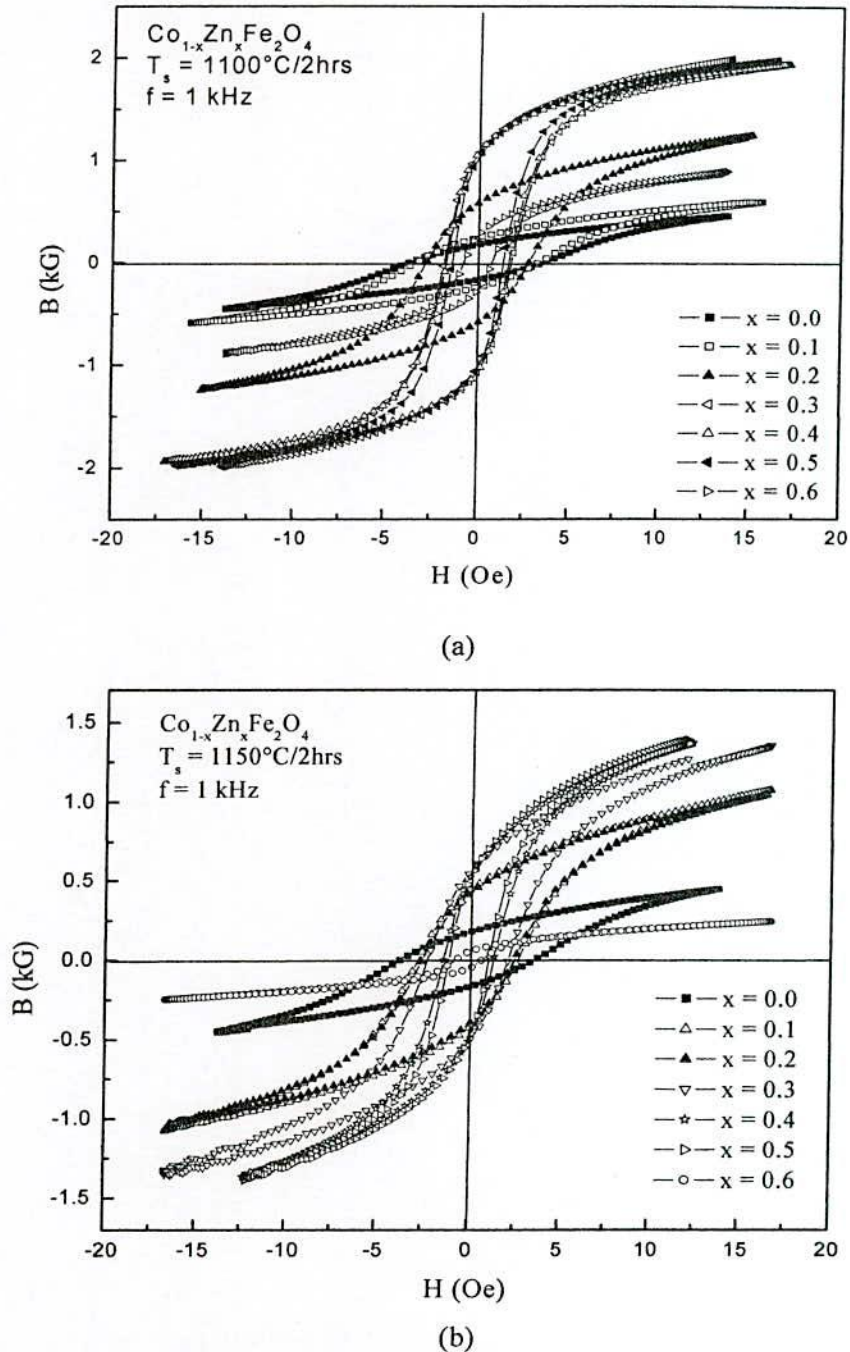 Co1-xZnxFe2O4
Ts = 1100°C/2hrs
f = 1 kHz
B (kG)
2
1
0
-1
-2
x = 0.0
x = 0.1
x = 0.2
x = 0.3
x = 0.4
x = 0.5
x = 0.6
-20 -15 -10 -5 0 5 10 15 20
H (Oe)
(a)
Co1-xZnxFe2O4
Ts = 1150°C/2hrs
f = 1 kHz
B (kG)
1.5
1.0
0.5
0.0
-0.5
-1.0
-1.5
x = 0.0
x = 0.1
x = 0.2
x = 0.3
x = 0.4
x = 0.5
x = 0.6
-20 -15 -10 -5 0 5 10 15 20
H (Oe)
(b)